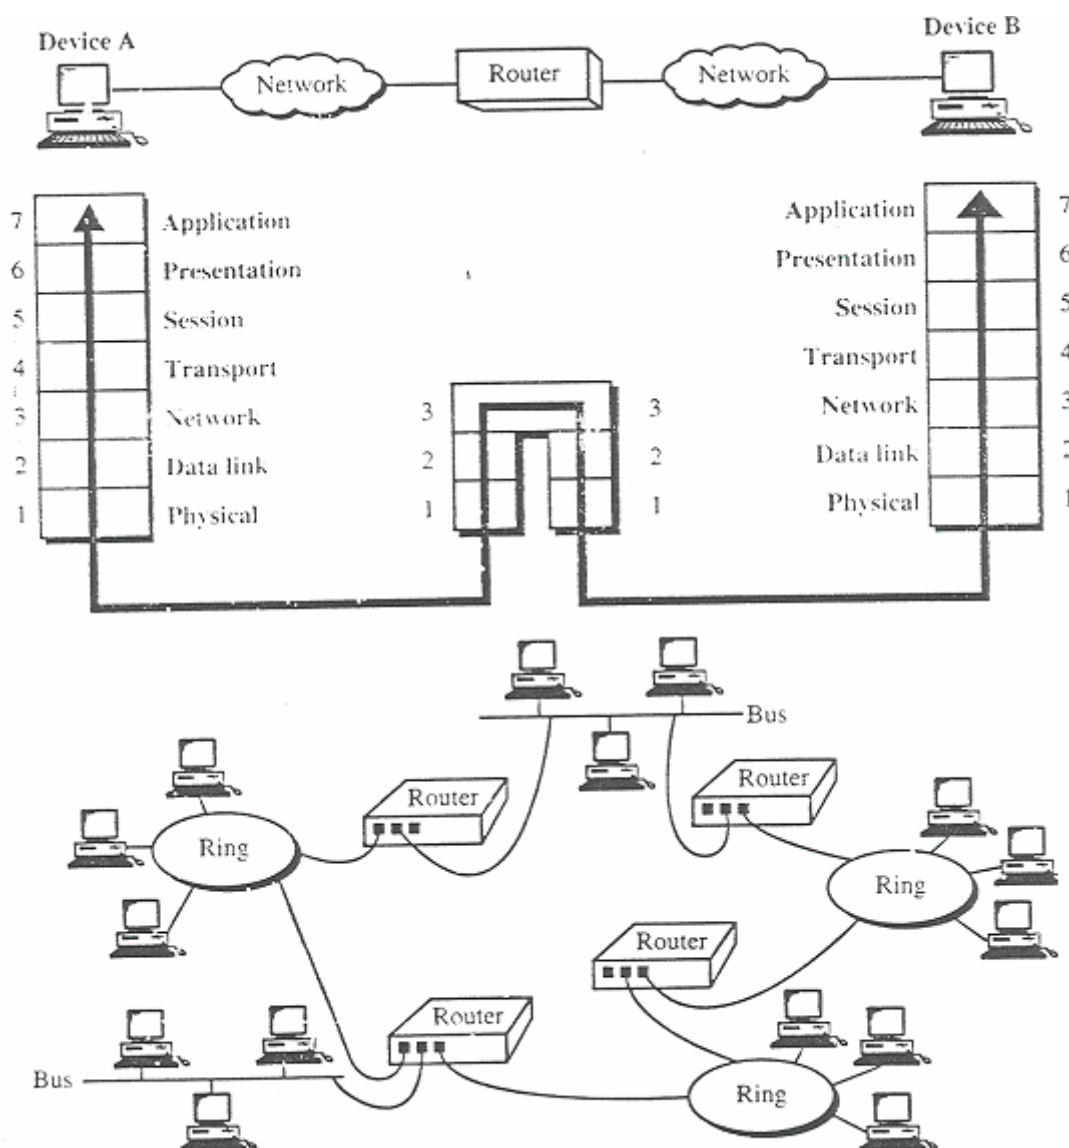 Device A
Device B
Network
Router
Network
7 Application
6 Presentation
5 Session
4 Transport
3 Network
2 Data link
1 Physical
3 3
2 2
1 1
Application 7
Presentation 6
Session 5
Transport 4
Network 3
Data link 2
Physical 1
Bus
Router
Router
Ring
Ring
Router
Router
Bus
Ring